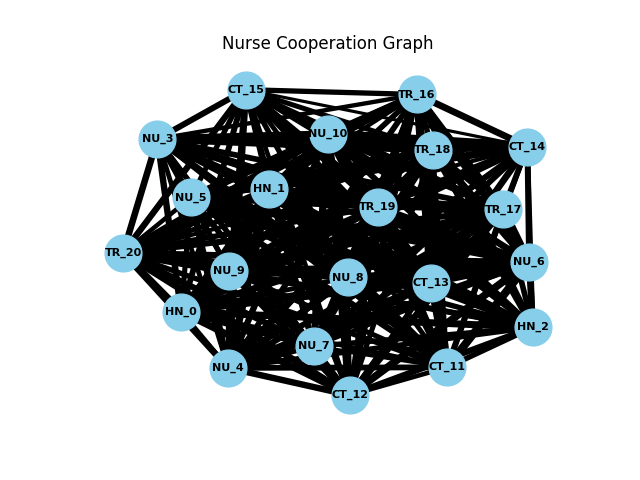 Nurse Cooperation Graph
CT_15
TR_16
NU_3
NU_10
TR_18
CT_14
NU_5
HN_1
TR_19
TR_17
TR_20
NU_9
NU_8
CT_13
NU_6
HN_0
HN_2
NU_7
NU_4
CT_11
CT_12